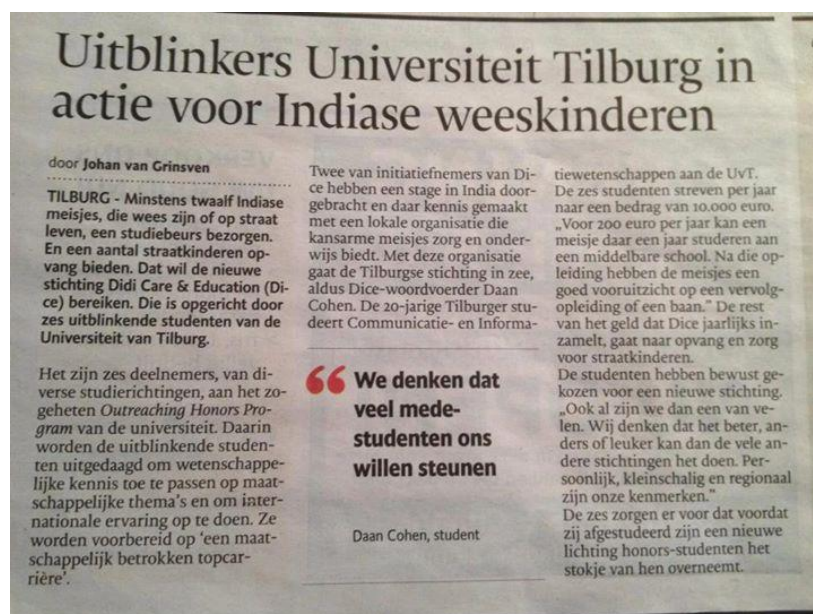 Uitblinkers Universiteit Tilburg in
actie voor Indiase weeskinderen
door Johan van Grinsven
TILBURG - Minstens twaalf Indiase
meisjes, die wees zijn of op straat
leven, een studiebeurs bezorgen.
En een aantal straatkinderen op-
vang bieden. Dat wil de nieuwe
stichting Didi Care & Education (Di-
ce) bereiken. Die is opgericht door
zes uitblinkende studenten van de
Universiteit van Tilburg.
Het zijn zes deelnemers, van di-
verse studierichtingen, aan het zo-
geheten Outreaching Honors Pro-
gram van de universiteit. Daarin
worden de uitblinkende studen-
ten uitgedaagd om wetenschappe-
lijke kennis toe te passen op maat-
schappelijke thema's en om inter-
nationale ervaring op te doen. Ze
worden voorbereid op 'een maat-
schappelijk betrokken topcar-
rière'.
Twee van initiatiefnemers van Di-
ce hebben een stage in India door-
gebracht en daar kennis gemaakt
met een lokale organisatie die
kansarme meisjes zorg en onder-
wijs biedt. Met deze organisatie
gaat de Tilburgse stichting in zee,
aldus Dice-woordvoerder Daan
Cohen. De 20-jarige Tilburger stu-
deert Communicatie- en Informa-
“ We denken dat
veel mede-
studenten ons
willen steunen
Daan Cohen, student
tiewetenschappen aan de UvT.
De zes studenten streven per jaar
naar een bedrag van 10.000 euro.
„Voor 200 euro per jaar kan een
meisje daar een jaar studeren aan
een middelbare school. Na die op-
leiding hebben de meisjes een
goed vooruitzicht op een vervolg-
opleiding of een baan.” De rest
van het geld dat Dice jaarlijks in-
zamelt, gaat naar opvang en zorg
voor straatkinderen.
De studenten hebben bewust ge-
kozen voor een nieuwe stichting.
„Ook al zijn we dan een van ve-
len. Wij denken dat het beter, an-
ders of leuker kan dan de vele an-
dere stichtingen het doen. Per-
soonlijk, kleinschalig en regionaal
zijn onze kenmerken.”
De zes zorgen er voor dat voordat
zij afgestudeerd zijn een nieuwe
lichting honors-studenten het
stokje van hen overneemt.